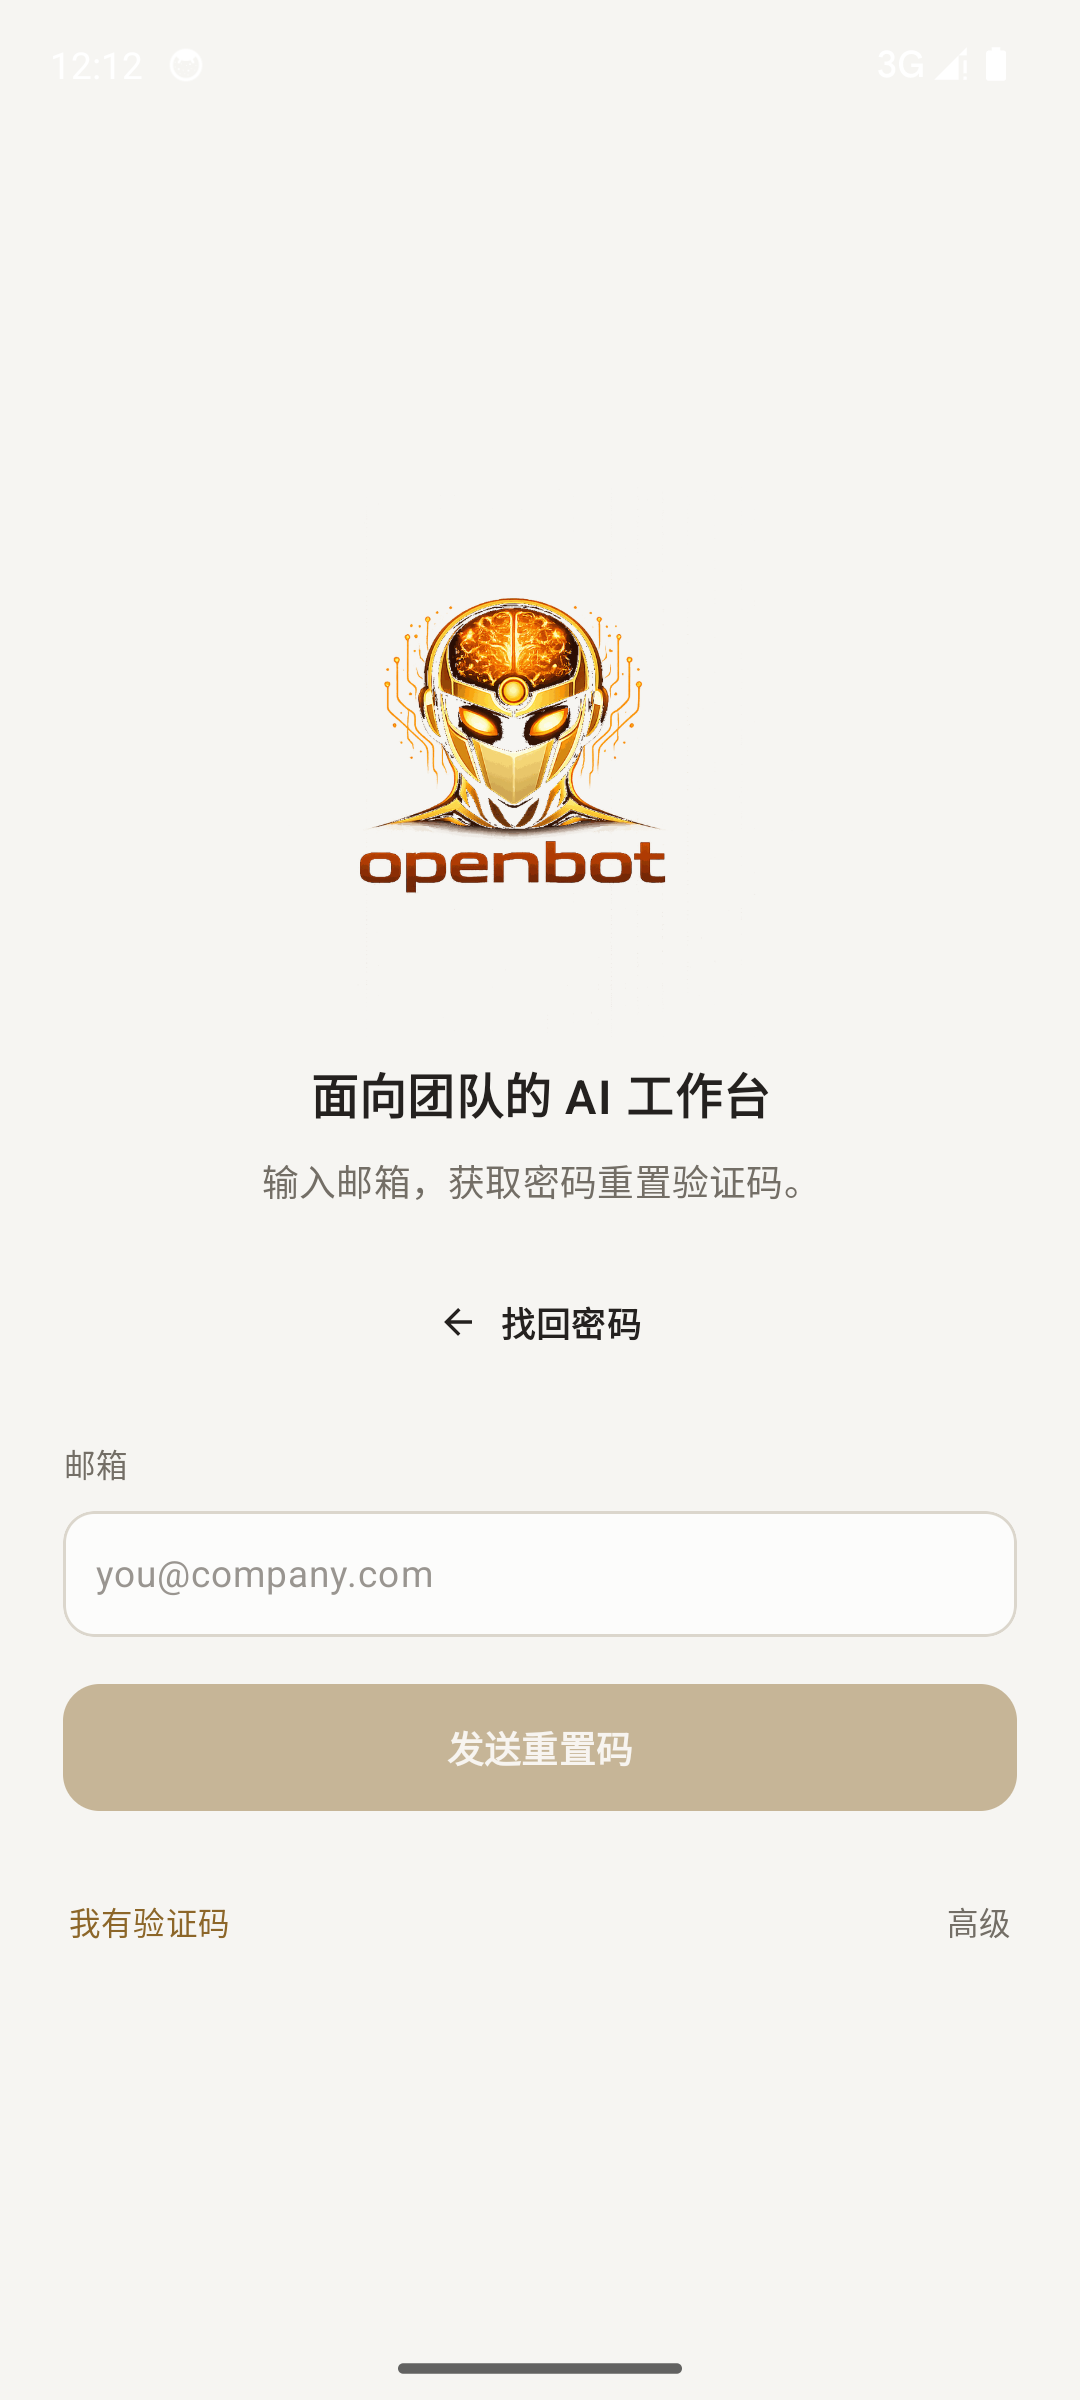 12:12 3G
openbot
面向团队的 AI 工作台
输入邮箱，获取密码重置验证码。
← 找回密码
邮箱
you@company.com
发送重置码
我有验证码 高级